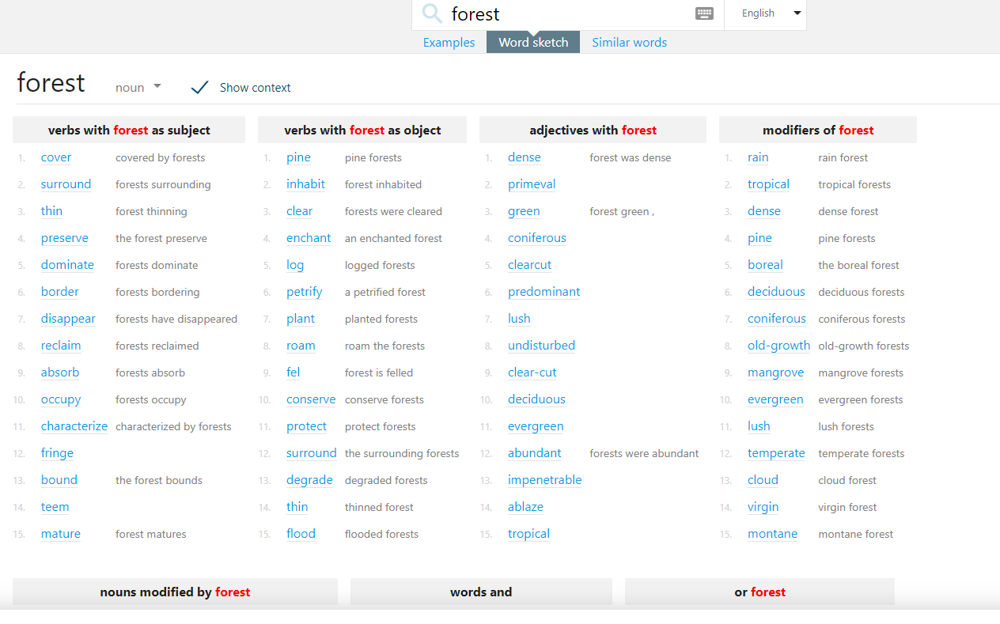 forest English
Examples Word sketch Similar words
forest noun Show context
verbs with forest as subject
1. cover covered by forests
2. surround forests surrounding
3. thin forest thinning
4. preserve the forest preserve
5. dominate forests dominate
6. border forests bordering
7. disappear forests have disappeared
8. reclaim forests reclaimed
9. absorb forests absorb
10. occupy forests occupy
11. characterize characterized by forests
12. fringe
13. bound the forest bounds
14. teem
15. mature forest matures
verbs with forest as object
1. pine pine forests
2. inhabit forest inhabited
3. clear forests were cleared
4. enchant an enchanted forest
5. log logged forests
6. petrify a petrified forest
7. plant planted forests
8. roam roam the forests
9. fel forest is felled
10. conserve conserve forests
11. protect protect forests
12. surround the surrounding forests
13. degrade degraded forests
14. thin thinned forest
15. flood flooded forests
adjectives with forest
1. dense forest was dense
2. primeval
3. green forest green ,
4. coniferous
5. clearcut
6. predominant
7. lush
8. undisturbed
9. clear-cut
10. deciduous
11. evergreen
12. abundant forests were abundant
13. impenetrable
14. ablaze
15. tropical
modifiers of forest
1. rain rain forest
2. tropical tropical forests
3. dense dense forest
4. pine pine forests
5. boreal the boreal forest
6. deciduous deciduous forests
7. coniferous coniferous forests
8. old-growth old-growth forests
9. mangrove mangrove forests
10. evergreen evergreen forests
11. lush lush forests
12. temperate temperate forests
13. cloud cloud forest
14. virgin virgin forest
15. montane montane forest
nouns modified by forest
words and
or forest